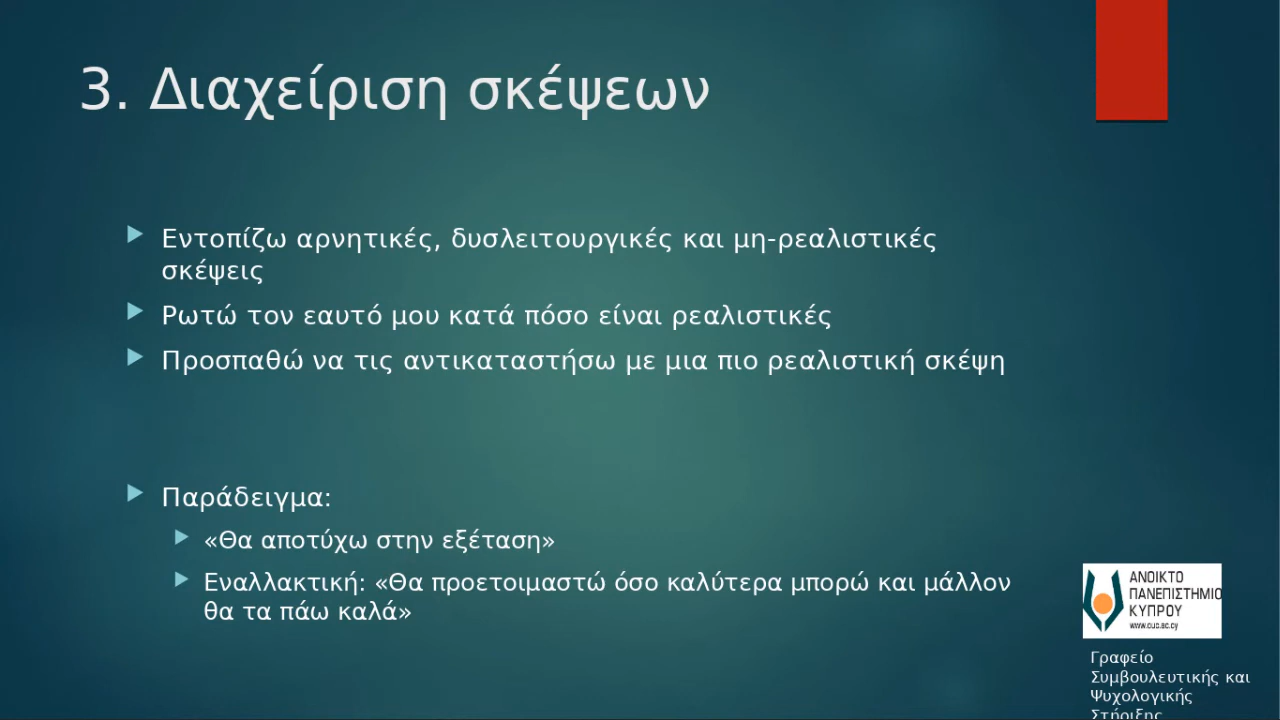 3. Διαχείριση σκέψεων
Εντοπίζω αρνητικές, δυσλειτουργικές και μη-ρεαλιστικές
σκέψεις
Ρωτώ τον εαυτό μου κατά πόσο είναι ρεαλιστικές
Προσπαθώ να τις αντικαταστήσω με μια πιο ρεαλιστική σκέψη
Παράδειγμα:
«Θα αποτύχω στην εξέταση»
Εναλλακτική: «Θα προετοιμαστώ όσο καλύτερα μπορώ και μάλλον
θα τα πάω καλά»
ΑΝΟΙΚΤΟ
ΠΑΝΕΠΙΣΤΗΜΙΟ
ΚΥΠΡΟΥ
www.ouc.ac.cy
Γραφείο
Συμβουλευτικής και
Ψυχολογικής
Στήριξης